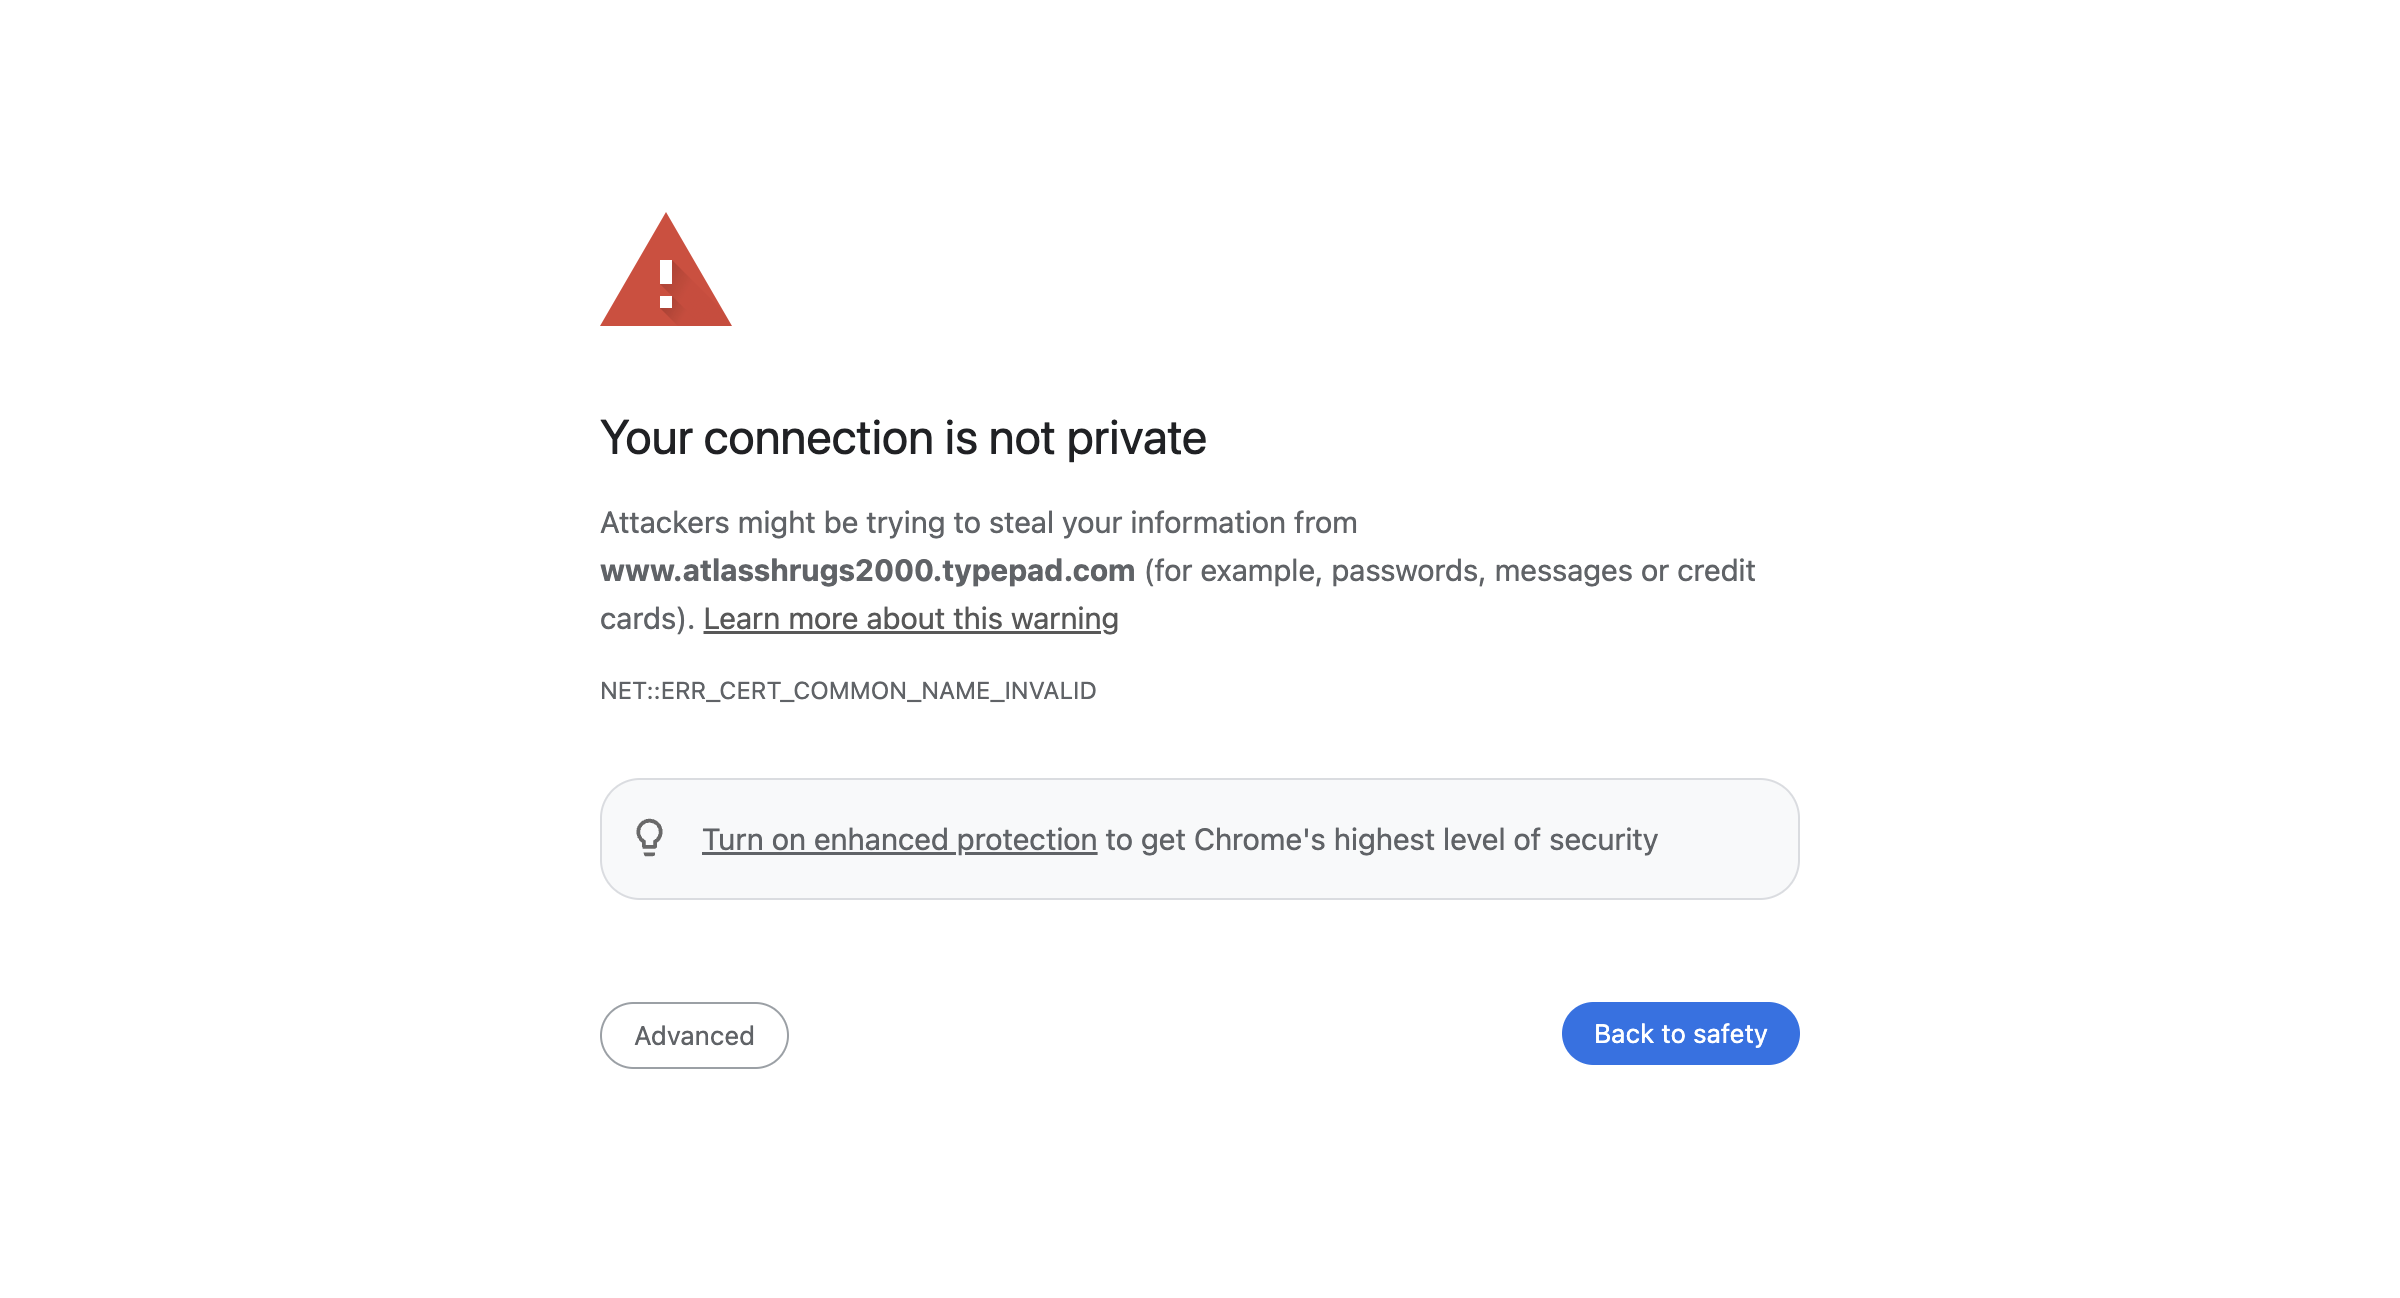 Your connection is not private
Attackers might be trying to steal your information from
www.atlasshrugs2000.typepad.com (for example, passwords, messages or credit
cards). Learn more about this warning
NET::ERR_CERT_COMMON_NAME_INVALID
Turn on enhanced protection to get Chrome's highest level of security
Advanced
Back to safety